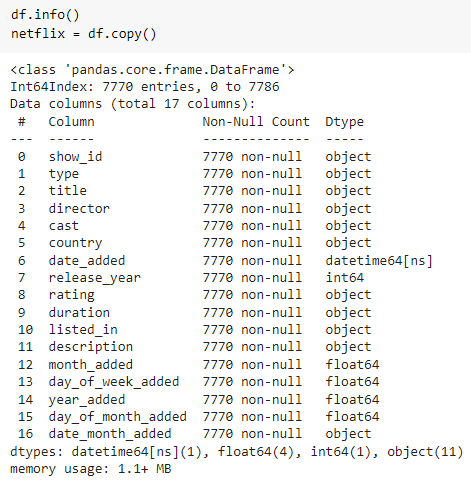 df.info()
netflix = df.copy()
<class 'pandas.core.frame.DataFrame'>
Int64Index: 7770 entries, 0 to 7786
Data columns (total 17 columns):
 #   Column             Non-Null Count  Dtype
---  ------             --------------  -----
 0   show_id            7770 non-null   object
 1   type               7770 non-null   object
 2   title              7770 non-null   object
 3   director           7770 non-null   object
 4   cast               7770 non-null   object
 5   country            7770 non-null   object
 6   date_added         7770 non-null   datetime64[ns]
 7   release_year       7770 non-null   int64
 8   rating             7770 non-null   object
 9   duration           7770 non-null   object
 10  listed_in          7770 non-null   object
 11  description        7770 non-null   object
 12  month_added        7770 non-null   float64
 13  day_of_week_added  7770 non-null   float64
 14  year_added         7770 non-null   float64
 15  day_of_month_added 7770 non-null   float64
 16  date_month_added   7770 non-null   object
dtypes: datetime64[ns](1), float64(4), int64(1), object(11)
memory usage: 1.1+ MB